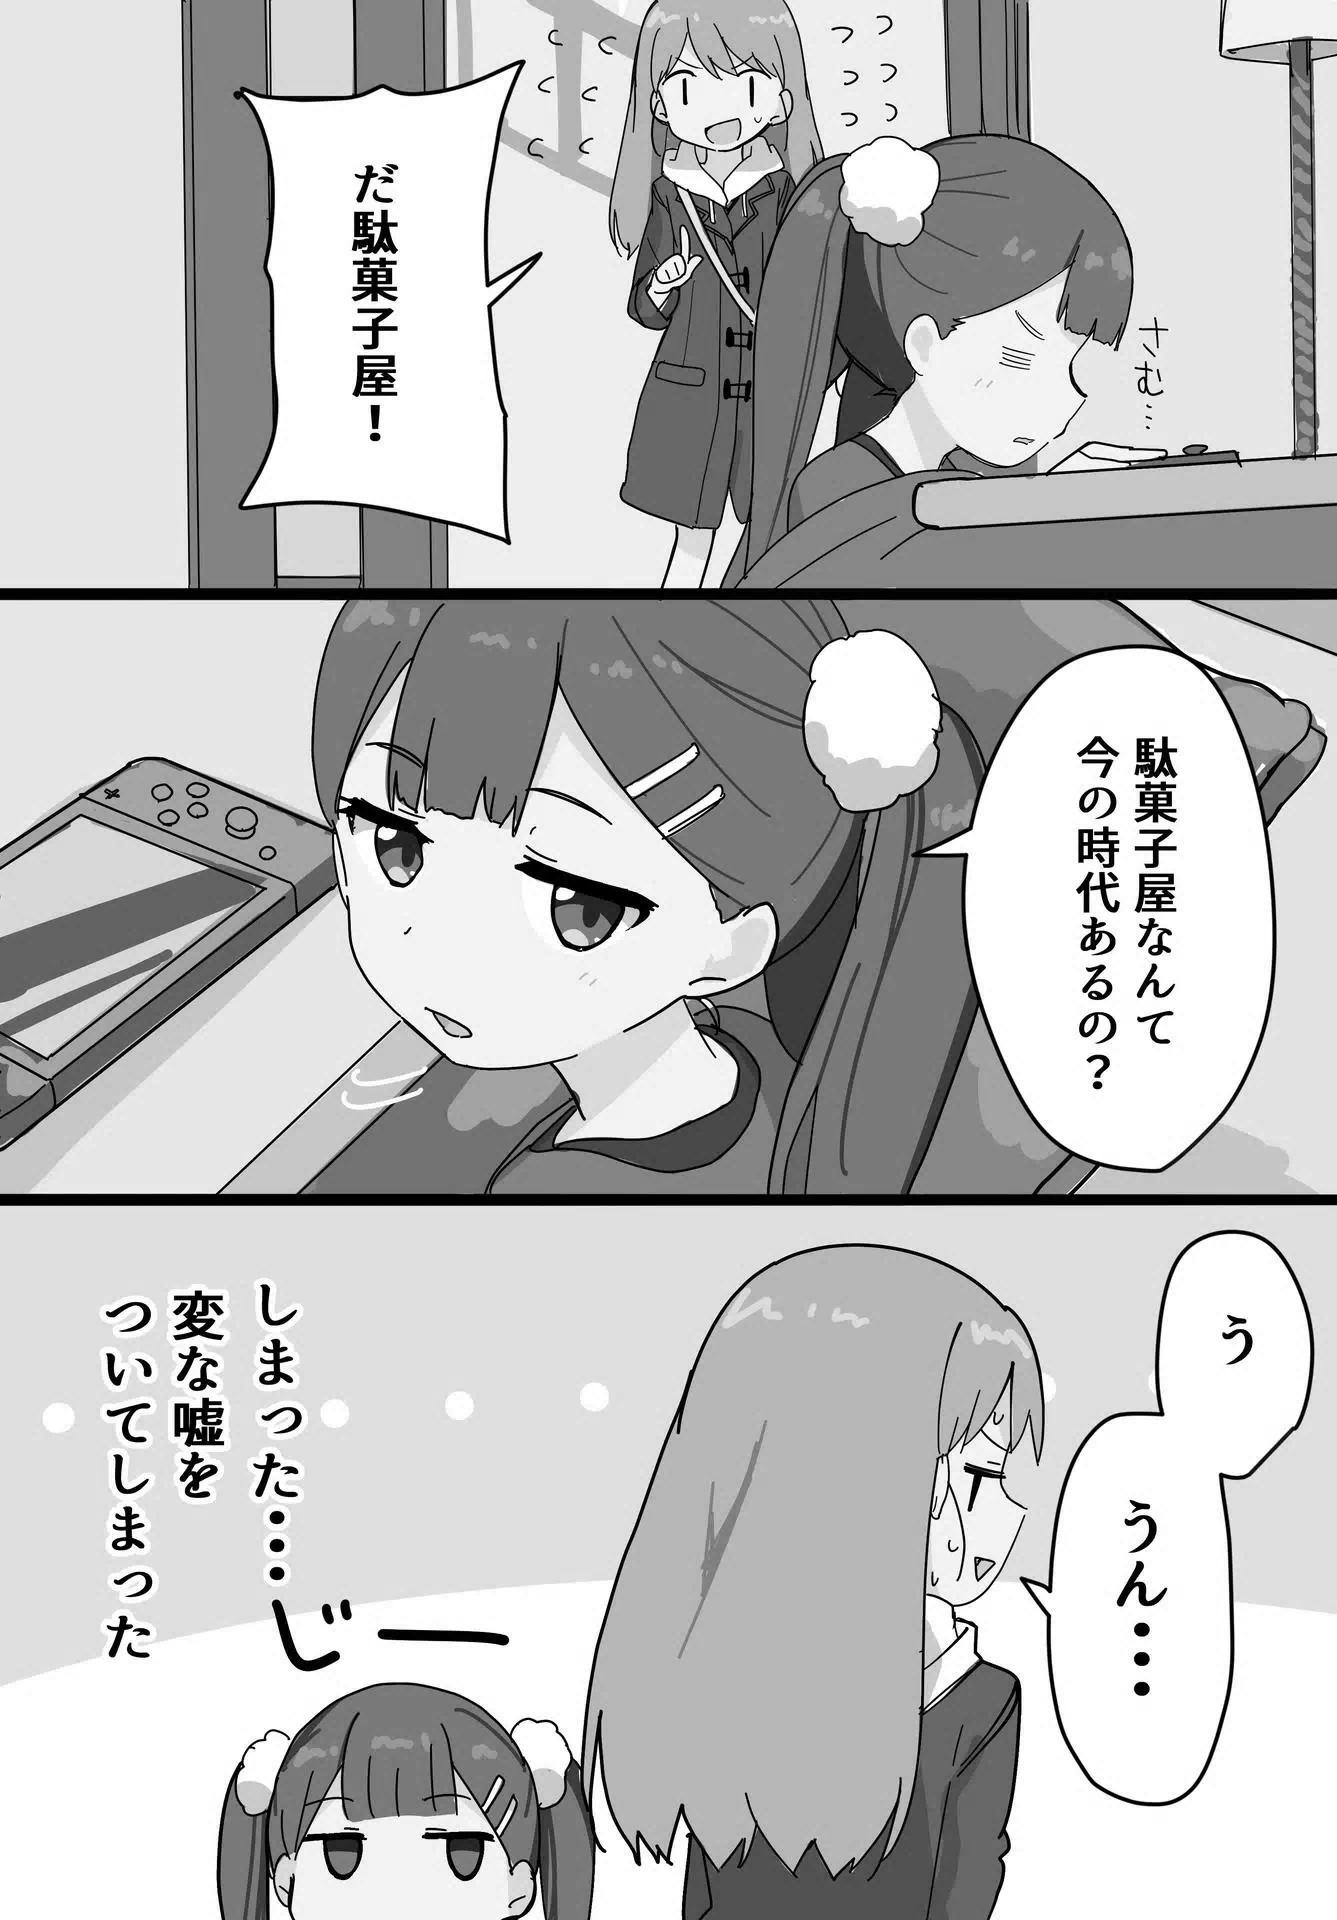 だ駄菓子屋！
さむ…
駄菓子屋なんて
今の時代あるの？
う
うん・・・
しまった・・・
変な嘘を
ついてしまった
じー